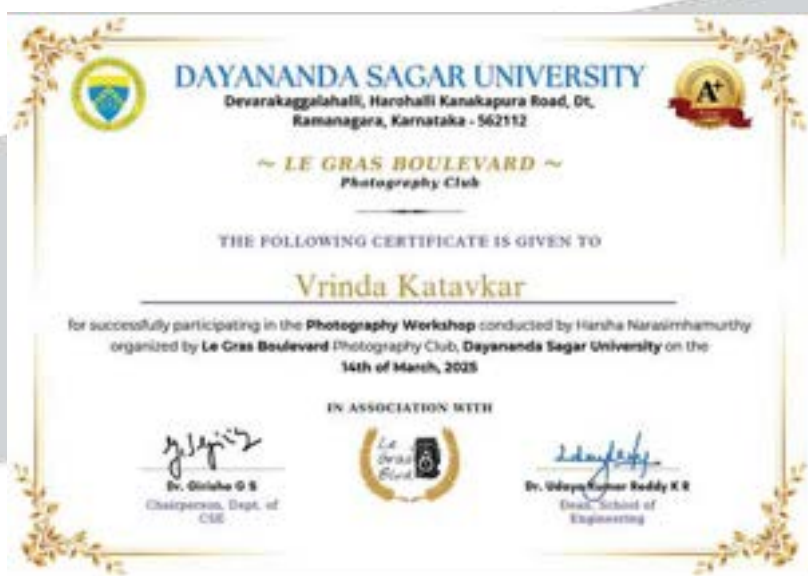 DAYANANDA SAGAR UNIVERSITY
Devarakaggalahalli, Harohalli Kanakapura Road, Dt,
Ramanagara, Karnataka - 562112
A+
~ LE GRAS BOULEVARD ~
Photography Club
THE FOLLOWING CERTIFICATE IS GIVEN TO
Vrinda Katavkar
for successfully participating in the Photography Workshop conducted by Harsha Narasimhamurthy
organized by Le Gras Boulevard Photography Club, Dayananda Sagar University on the
14th of March, 2025
IN ASSOCIATION WITH
Le
Gras
Blvd
Dr. Girisha G S
Chairperson, Dept. of
CSE
Dr. Udaya Kumar Reddy K R
Dean, School of
Engineering